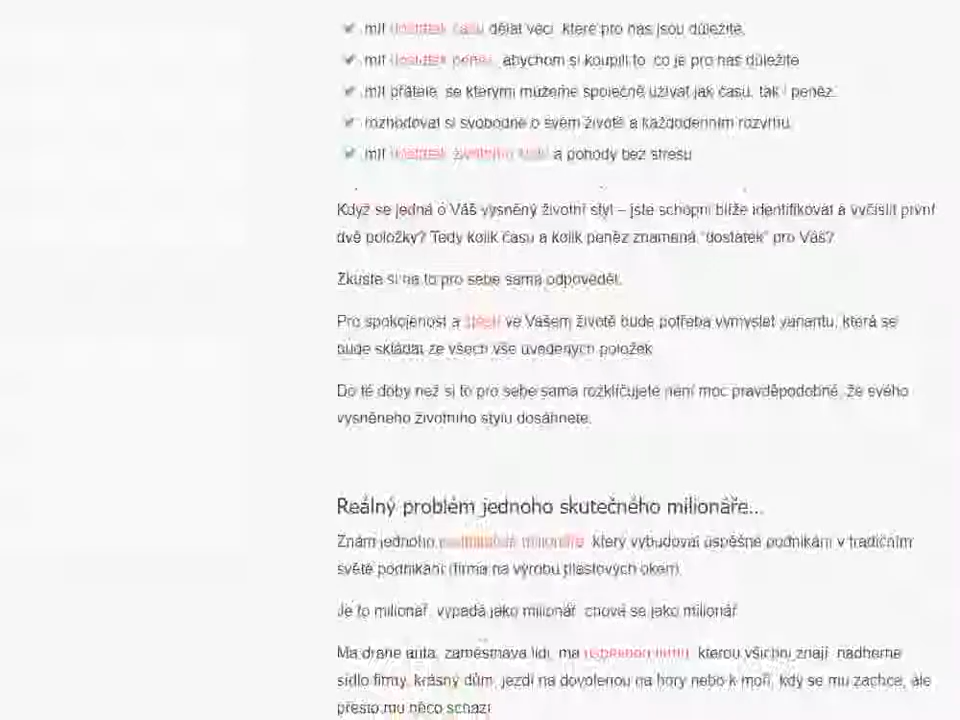 mít dostatek času dělat věci, které pro nás jsou důležité,
mít dostatek peněz, abychom si koupili to, co je pro nás důležité
mít přátele, se kterými můžeme společně užívat jak času, tak i peněz.
rozhodovat si svobodně o svém životě a každodenním rozvrhu
mít dostatek životního a pohody bez stresu
Když se jedná o Váš vysněný životní styl – jste schopni blíže identifikovat a vyčíslit první
dvě položky? Tedy kolik času a kolik peněz znamená "dostatek" pro Vás?
Zkuste si na to pro sebe sama odpovědět.
Pro spokojenost a štěstí ve Vašem životě bude potřeba vymyslet variantu, která se
bude skládat ze všech výše uvedených položek
Do té doby než si to pro sebe sama rozklíčujete není moc pravděpodobné, že svého
vysněného životního stylu dosáhnete.
Reálný problém jednoho skutečného milionáře...
Znám jednoho milionáře, který vybudoval úspěšné podnikání v tradičním
světě podnikání (firma na výrobu plastových oken)
Je to milionář, vypadá jako milionář, chová se jako milionář
Má drahé auta, zaměstnává lidi, má firmu, kterou všichni znají, nádherné
sídlo firmy, krásný dům, jezdí na dovolenou na hory nebo k moři, kdy se mu zachce, ale
přesto mu něco schází